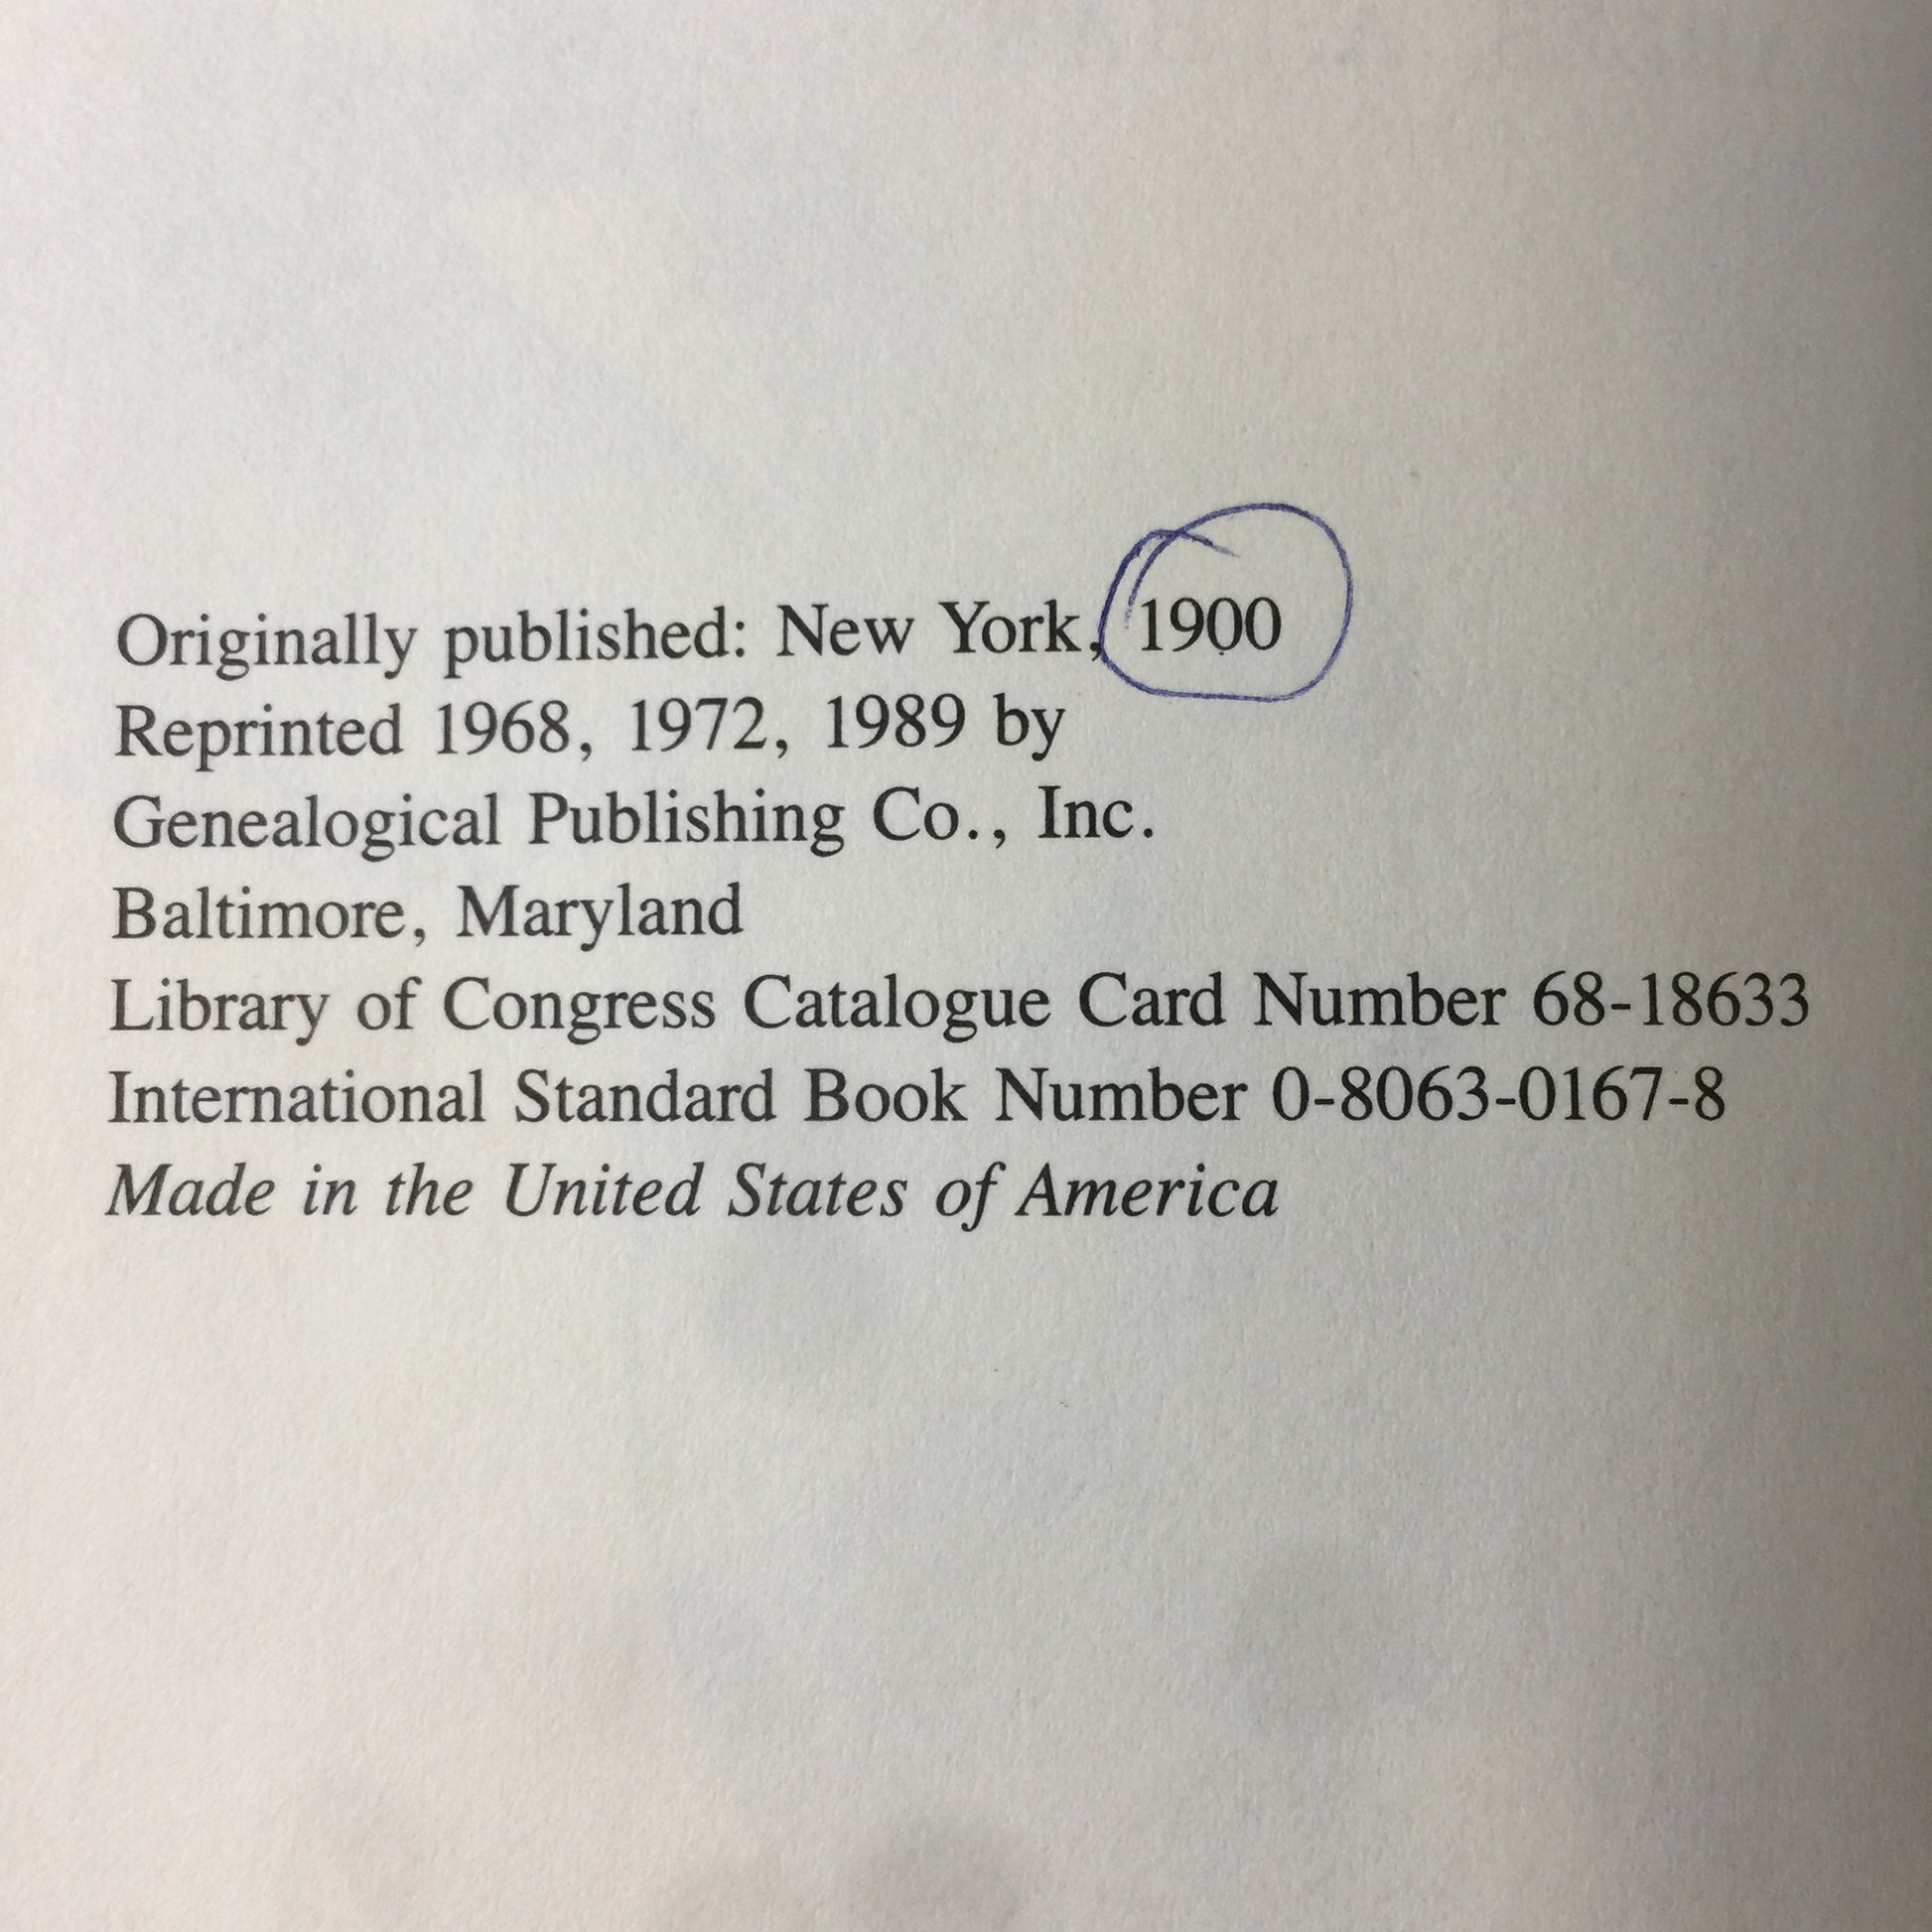 Originally published: New York, 1900
Reprinted 1968, 1972, 1989 by
Genealogical Publishing Co., Inc.
Baltimore, Maryland
Library of Congress Catalogue Card Number 68-18633
International Standard Book Number 0-8063-0167-8
Made in the United States of America